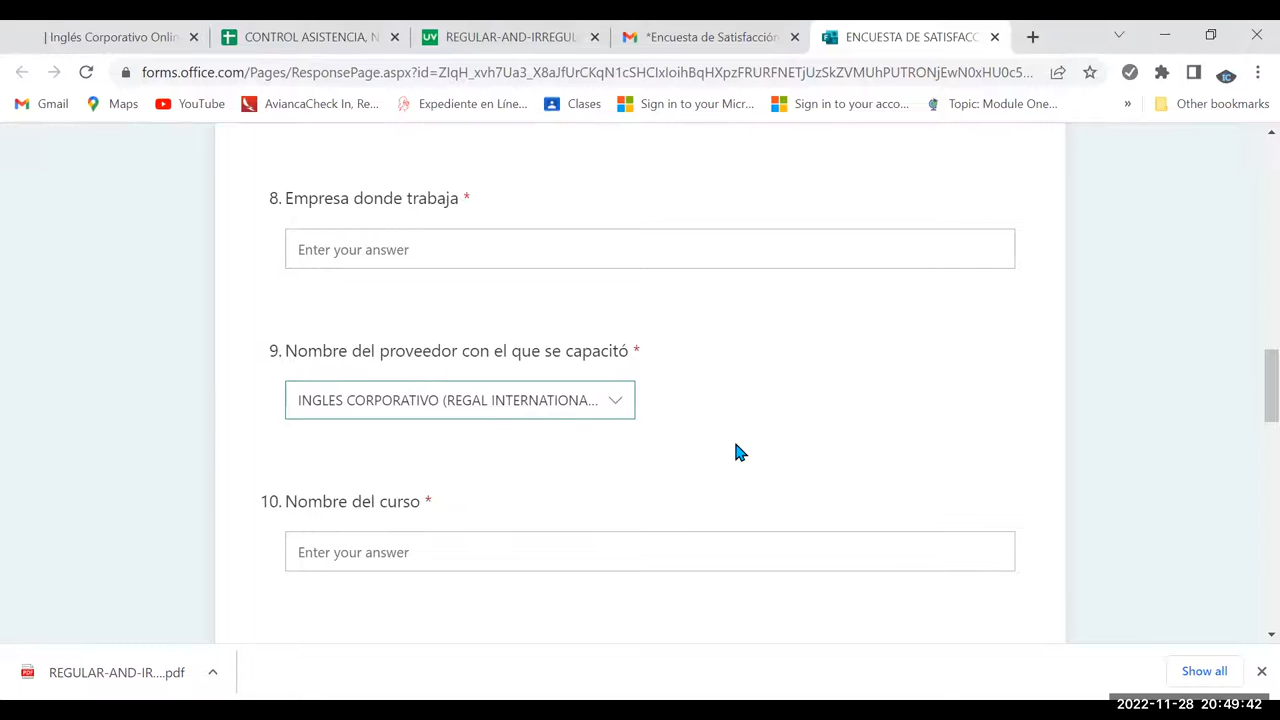 | Inglés Corporativo Onlin
CONTROL ASISTENCIA, N
UV REGULAR-AND-IRREGUL
*Encuesta de Satisfacción
ENCUESTA DE SATISFACC
forms.office.com/Pages/ResponsePage.aspx?id=ZIqH_xvh7Ua3_X8aJfUrCKqN1cSHCIxIoihBqHXpzFRURFNETjUzSkZVMUhPUTRONjEwN0xHU0c5...
Gmail
Maps
YouTube
AviancaCheck In, Re...
Expediente en Líne...
Clases
Sign in to your Micr...
Sign in to your acco...
Topic: Module One...
»
Other bookmarks
8. Empresa donde trabaja *
Enter your answer
9. Nombre del proveedor con el que se capacitó *
INGLES CORPORATIVO (REGAL INTERNATIONA...
10. Nombre del curso *
Enter your answer
REGULAR-AND-IR....pdf
Show all
2022-11-28 20:49:42